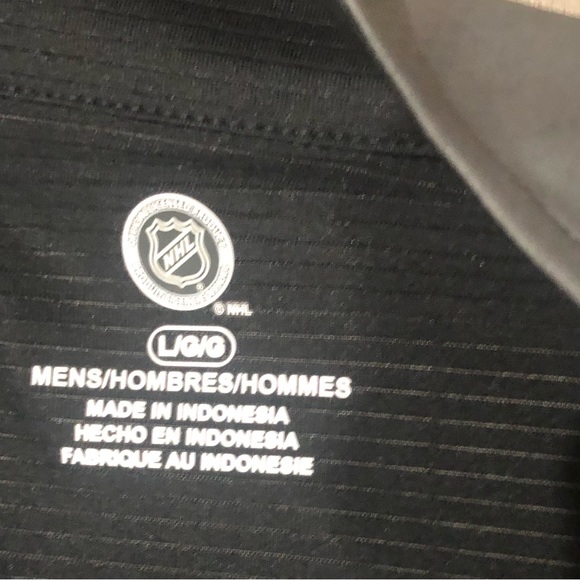 NHL
© NHL
L/G/G
MENS/HOMBRES/HOMMES
MADE IN INDONESIA
HECHO EN INDONESIA
FABRIQUE AU INDONESIE